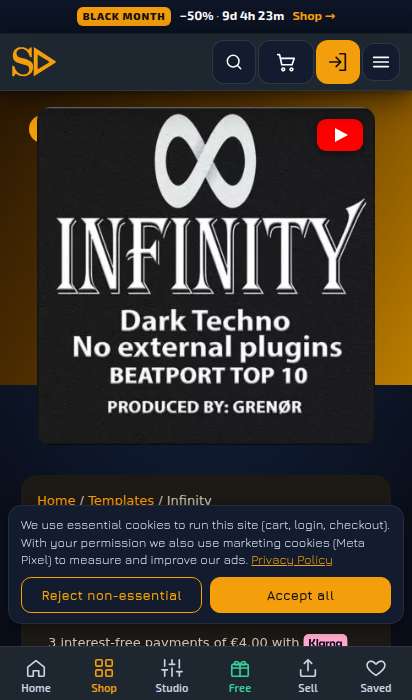 BLACK MONTH −50% · 9d 4h 23m Shop →
S
INFINITY
Dark Techno
No external plugins
BEATPORT TOP 10
PRODUCED BY: GRENØR
Home / Templates / Infinity
We use essential cookies to run this site (cart, login, checkout).
With your permission we also use marketing cookies (Meta
Pixel) to measure and improve our ads. Privacy Policy
Reject non-essential Accept all
3 interest-free payments of €4.00 with Klarna
Home Shop Studio Free Sell Saved